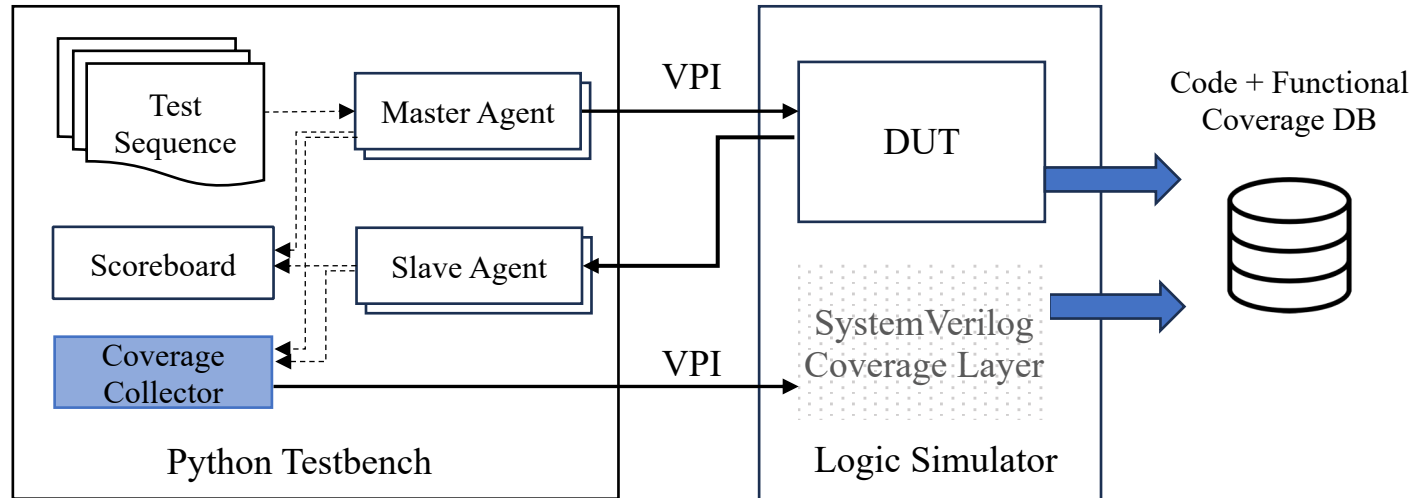 Test
Sequence
Master Agent
VPI
DUT
Code + Functional
Coverage DB
Scoreboard
Slave Agent
Coverage
Collector
VPI
SystemVerilog
Coverage Layer
Python Testbench
Logic Simulator